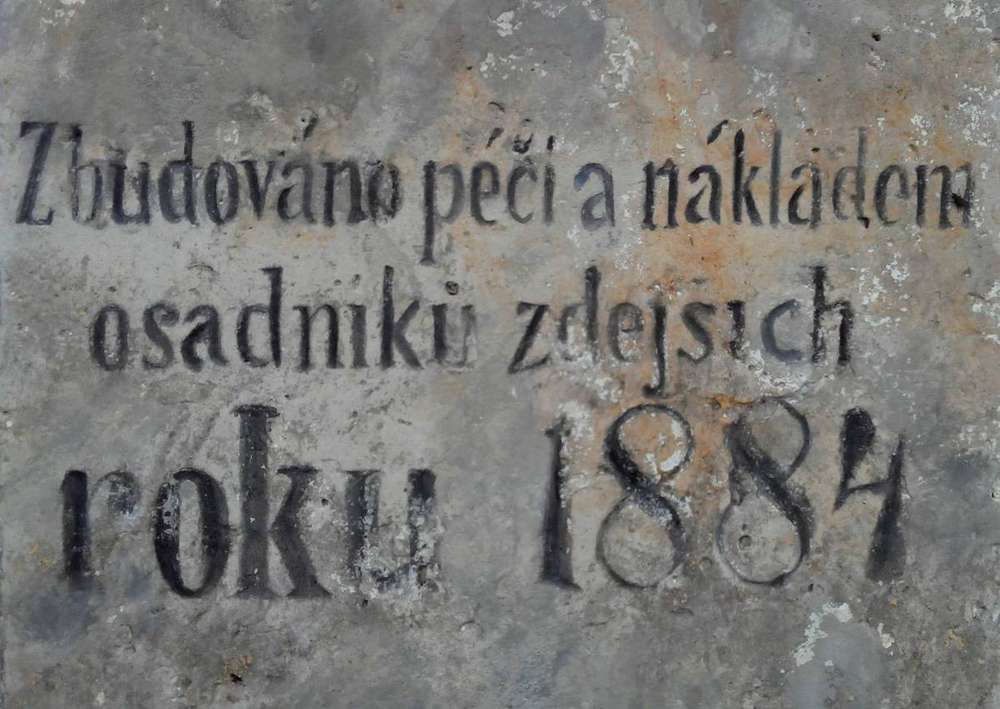 Zbudováno péčí a nákladem
osadníků zdejších
roku 1884